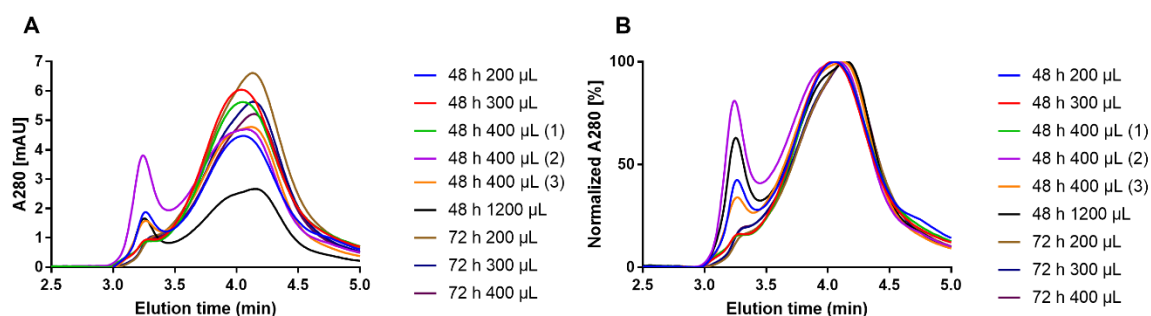 A
A280 [mAU]
7
6
5
4
3
2
1
0
2.5 3.0 3.5 4.0 4.5 5.0
Elution time (min)
48 h 200 µL
48 h 300 µL
48 h 400 µL (1)
48 h 400 µL (2)
48 h 400 µL (3)
48 h 1200 µL
72 h 200 µL
72 h 300 µL
72 h 400 µL
B
Normalized A280 [%]
100
50
0
2.5 3.0 3.5 4.0 4.5 5.0
Elution time (min)
48 h 200 µL
48 h 300 µL
48 h 400 µL (1)
48 h 400 µL (2)
48 h 400 µL (3)
48 h 1200 µL
72 h 200 µL
72 h 300 µL
72 h 400 µL